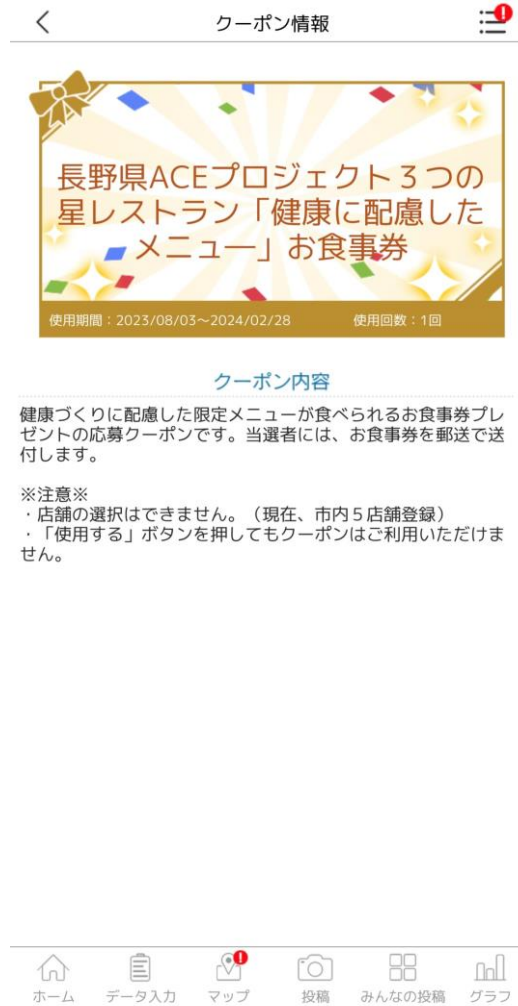 クーポン情報
長野県ACEプロジェクト３つの
星レストラン「健康に配慮した
メニュー」お食事券
使用期間：2023/08/03～2024/02/28 使用回数：1回
クーポン内容
健康づくりに配慮した限定メニューが食べられるお食事券プレ
ゼントの応募クーポンです。当選者には、お食事券を郵送で送
付します。
※注意※
・店舗の選択はできません。（現在、市内５店舗登録）
・「使用する」ボタンを押してもクーポンはご利用いただけま
せん。
ホーム データ入力 マップ 投稿 みんなの投稿 グラフ